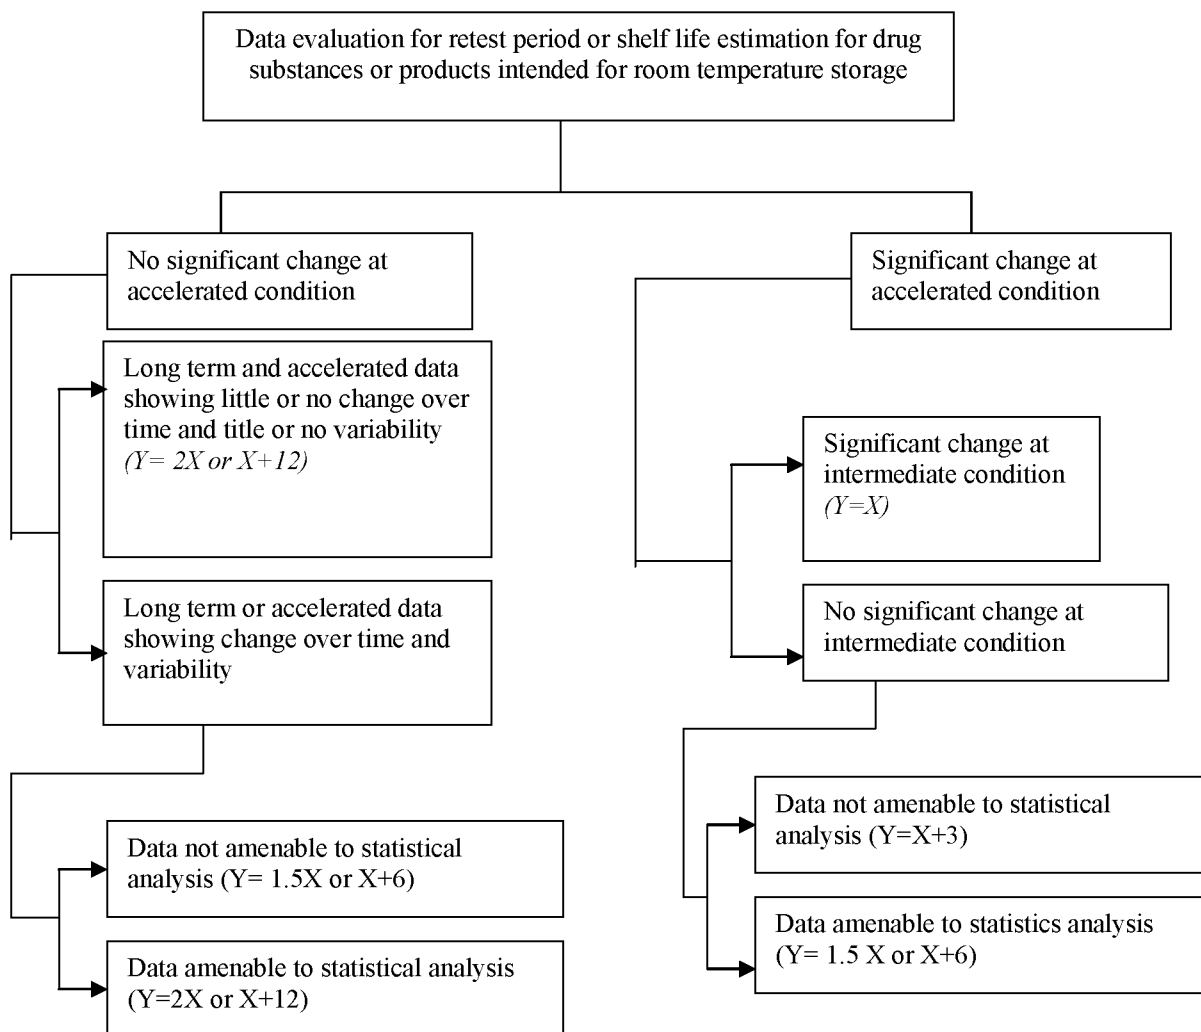 Data evaluation for retest period or shelf life estimation for drug
substances or products intended for room temperature storage
No significant change at
accelerated condition
Significant change at
accelerated condition
Long term and accelerated data
showing little or no change over
time and title or no variability
(Y= 2X or X+12)
Significant change at
intermediate condition
(Y=X)
Long term or accelerated data
showing change over time and
variability
No significant change at
intermediate condition
Data not amenable to statistical
analysis (Y= 1.5X or X+6)
Data amenable to statistical analysis
(Y=2X or X+12)
Data not amenable to statistical
analysis (Y=X+3)
Data amenable to statistics analysis
(Y= 1.5 X or X+6)